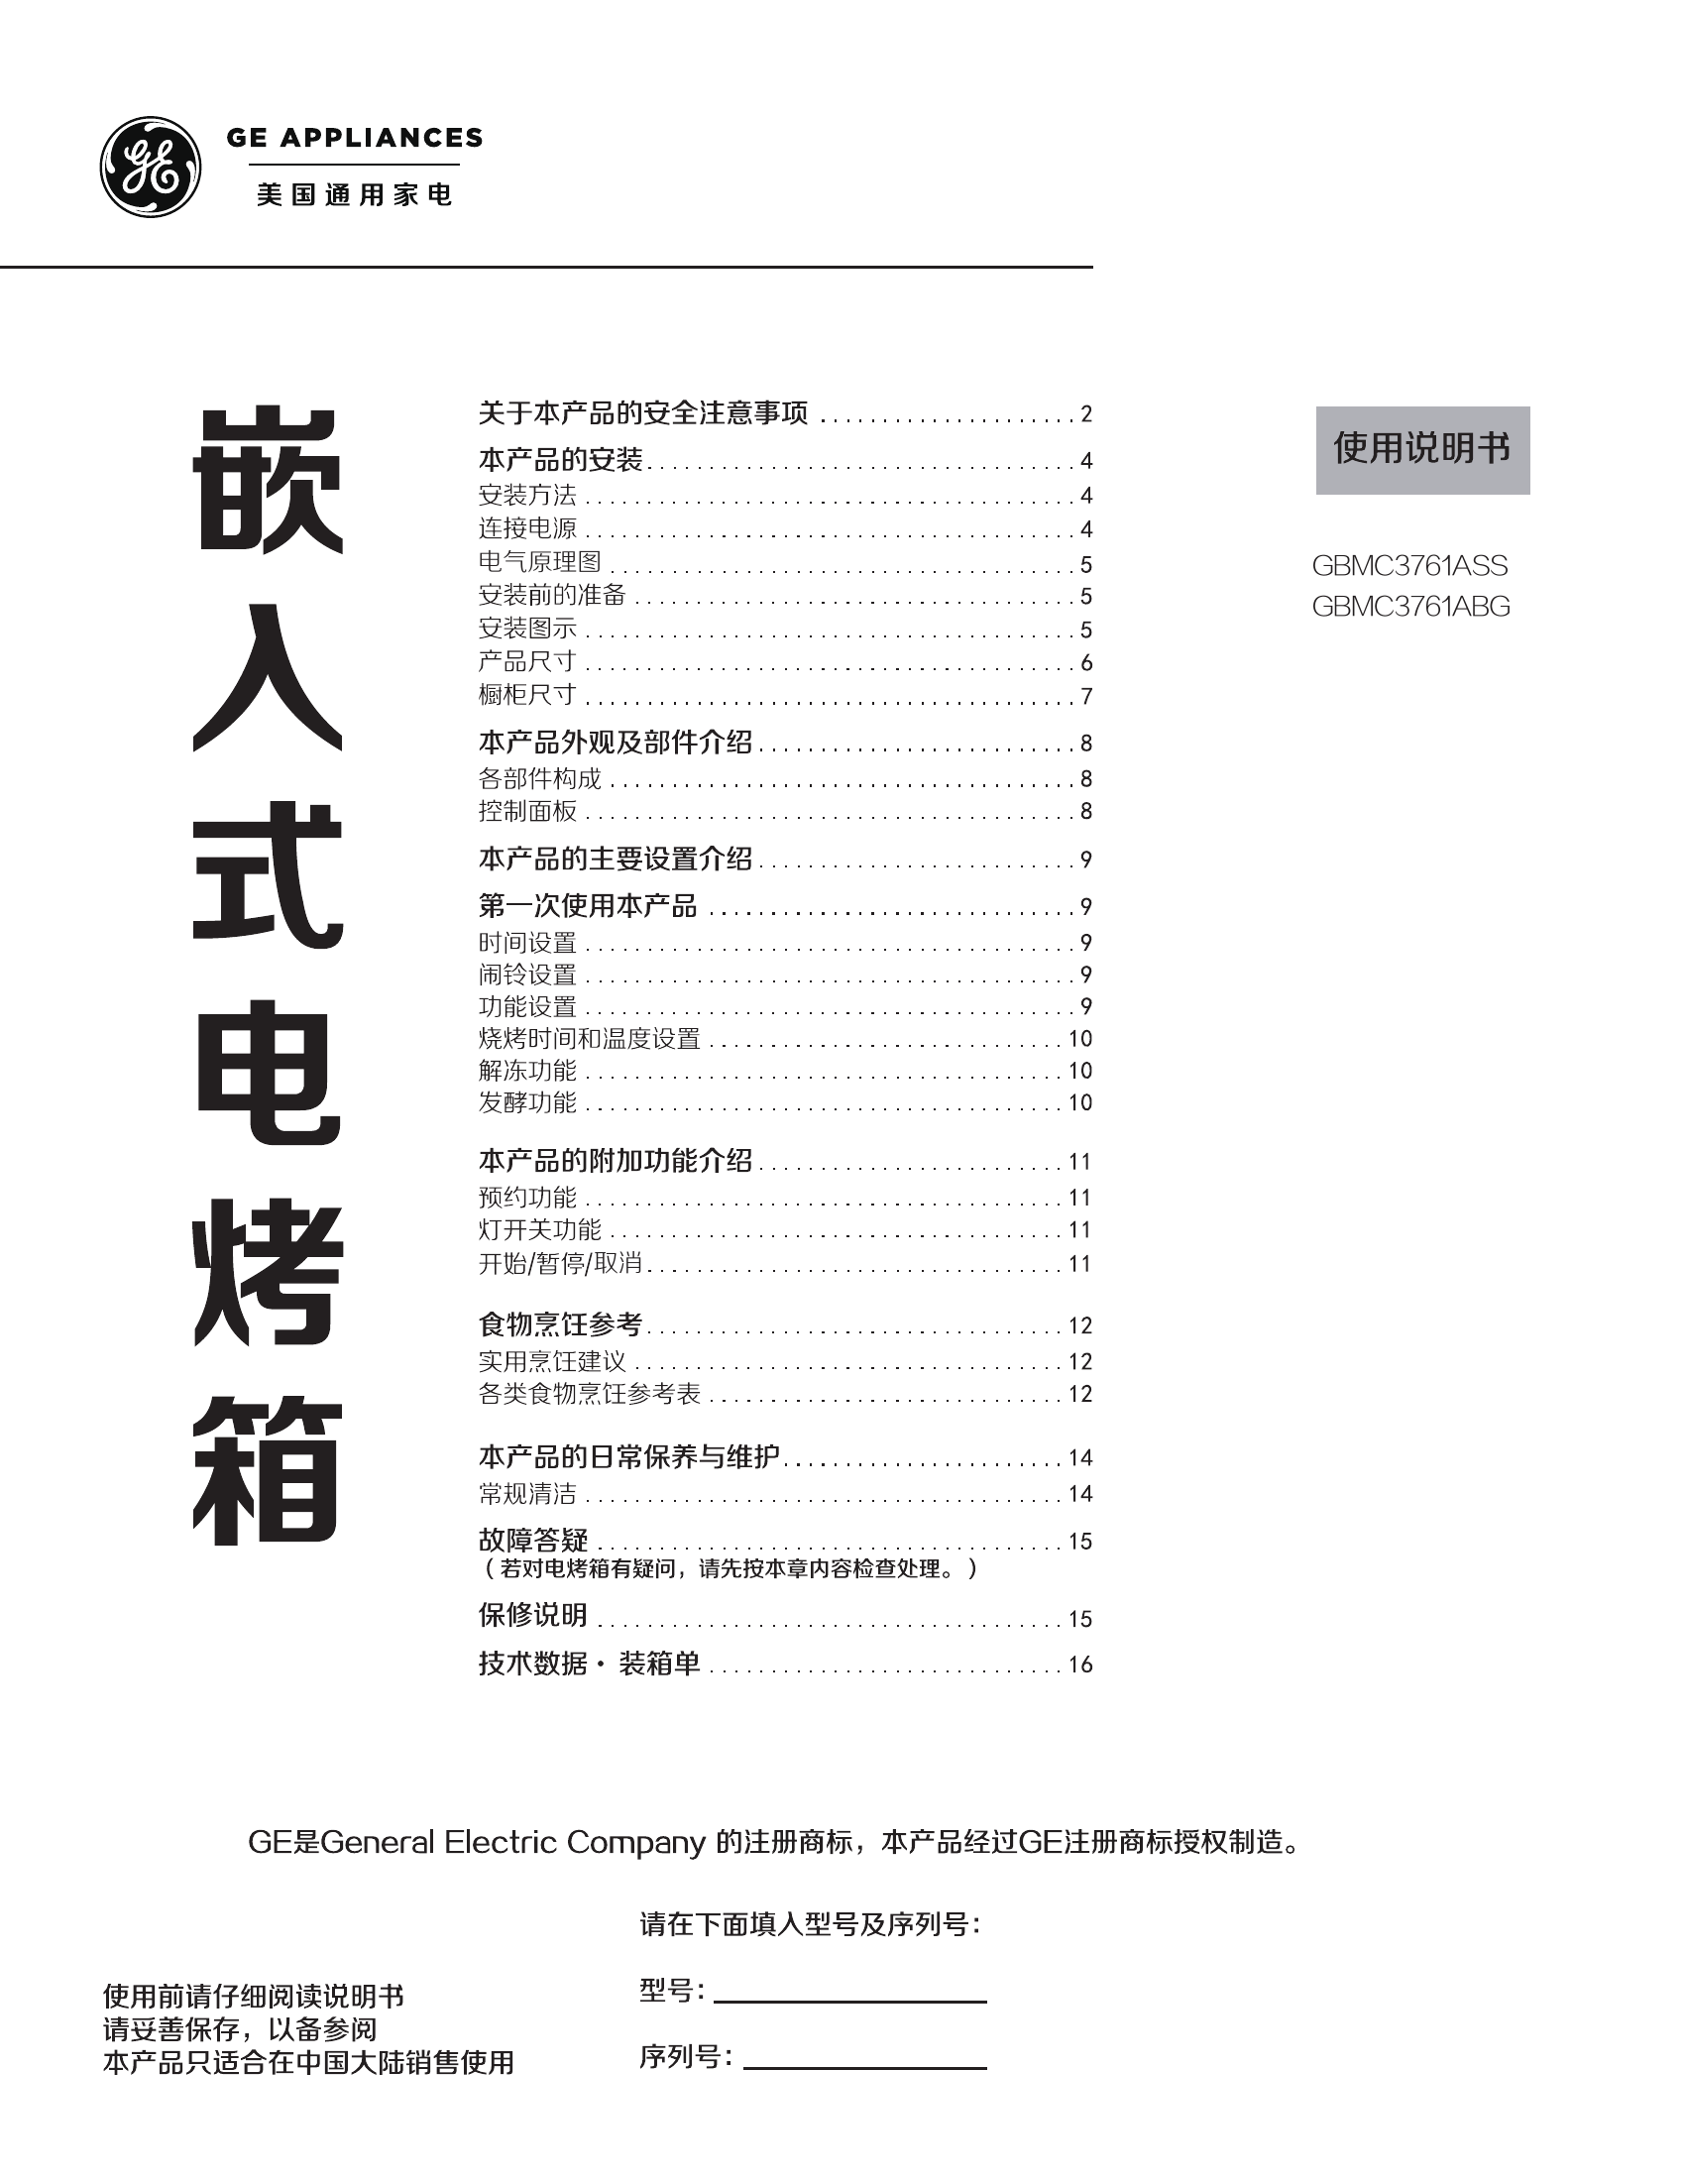 GE APPLIANCES
美国通用家电
嵌入式电烤箱
关于本产品的安全注意事项 . . . . . . . . . . . . . . . . . . . . . 2
本产品的安装. . . . . . . . . . . . . . . . . . . . . . . . . . . . . . . . . . . 4
安装方法 . . . . . . . . . . . . . . . . . . . . . . . . . . . . . . . . . . . . . . . . 4
连接电源 . . . . . . . . . . . . . . . . . . . . . . . . . . . . . . . . . . . . . . . . 4
电气原理图 . . . . . . . . . . . . . . . . . . . . . . . . . . . . . . . . . . . . . . 5
安装前的准备 . . . . . . . . . . . . . . . . . . . . . . . . . . . . . . . . . . . . 5
安装图示 . . . . . . . . . . . . . . . . . . . . . . . . . . . . . . . . . . . . . . . . 5
产品尺寸 . . . . . . . . . . . . . . . . . . . . . . . . . . . . . . . . . . . . . . . . 6
橱柜尺寸 . . . . . . . . . . . . . . . . . . . . . . . . . . . . . . . . . . . . . . . . 7
本产品外观及部件介绍 . . . . . . . . . . . . . . . . . . . . . . . . . . 8
各部件构成 . . . . . . . . . . . . . . . . . . . . . . . . . . . . . . . . . . . . . . 8
控制面板 . . . . . . . . . . . . . . . . . . . . . . . . . . . . . . . . . . . . . . . . 8
本产品的主要设置介绍 . . . . . . . . . . . . . . . . . . . . . . . . . . 9
第一次使用本产品 . . . . . . . . . . . . . . . . . . . . . . . . . . . . . . 9
时间设置 . . . . . . . . . . . . . . . . . . . . . . . . . . . . . . . . . . . . . . . . 9
闹铃设置 . . . . . . . . . . . . . . . . . . . . . . . . . . . . . . . . . . . . . . . . 9
功能设置 . . . . . . . . . . . . . . . . . . . . . . . . . . . . . . . . . . . . . . . . 9
烧烤时间和温度设置 . . . . . . . . . . . . . . . . . . . . . . . . . . . . . 10
解冻功能 . . . . . . . . . . . . . . . . . . . . . . . . . . . . . . . . . . . . . . . 10
发酵功能 . . . . . . . . . . . . . . . . . . . . . . . . . . . . . . . . . . . . . . . 10
本产品的附加功能介绍 . . . . . . . . . . . . . . . . . . . . . . . . . 11
预约功能 . . . . . . . . . . . . . . . . . . . . . . . . . . . . . . . . . . . . . . . 11
灯开关功能 . . . . . . . . . . . . . . . . . . . . . . . . . . . . . . . . . . . . . 11
开始/暂停/取消. . . . . . . . . . . . . . . . . . . . . . . . . . . . . . . . . . 11
食物烹饪参考. . . . . . . . . . . . . . . . . . . . . . . . . . . . . . . . . . 12
实用烹饪建议 . . . . . . . . . . . . . . . . . . . . . . . . . . . . . . . . . . . 12
各类食物烹饪参考表 . . . . . . . . . . . . . . . . . . . . . . . . . . . . . 12
本产品的日常保养与维护. . . . . . . . . . . . . . . . . . . . . . . 14
常规清洁 . . . . . . . . . . . . . . . . . . . . . . . . . . . . . . . . . . . . . . . 14
故障答疑 . . . . . . . . . . . . . . . . . . . . . . . . . . . . . . . . . . . . . . 15
（若对电烤箱有疑问，请先按本章内容检查处理。）
保修说明 . . . . . . . . . . . . . . . . . . . . . . . . . . . . . . . . . . . . . . 15
技术数据· 装箱单 . . . . . . . . . . . . . . . . . . . . . . . . . . . . . 16
使用说明书
GBMC3761ASS
GBMC3761ABG
GE是General Electric Company 的注册商标，本产品经过GE注册商标授权制造。
请在下面填入型号及序列号：
型号：
序列号：
使用前请仔细阅读说明书
请妥善保存，以备参阅
本产品只适合在中国大陆销售使用